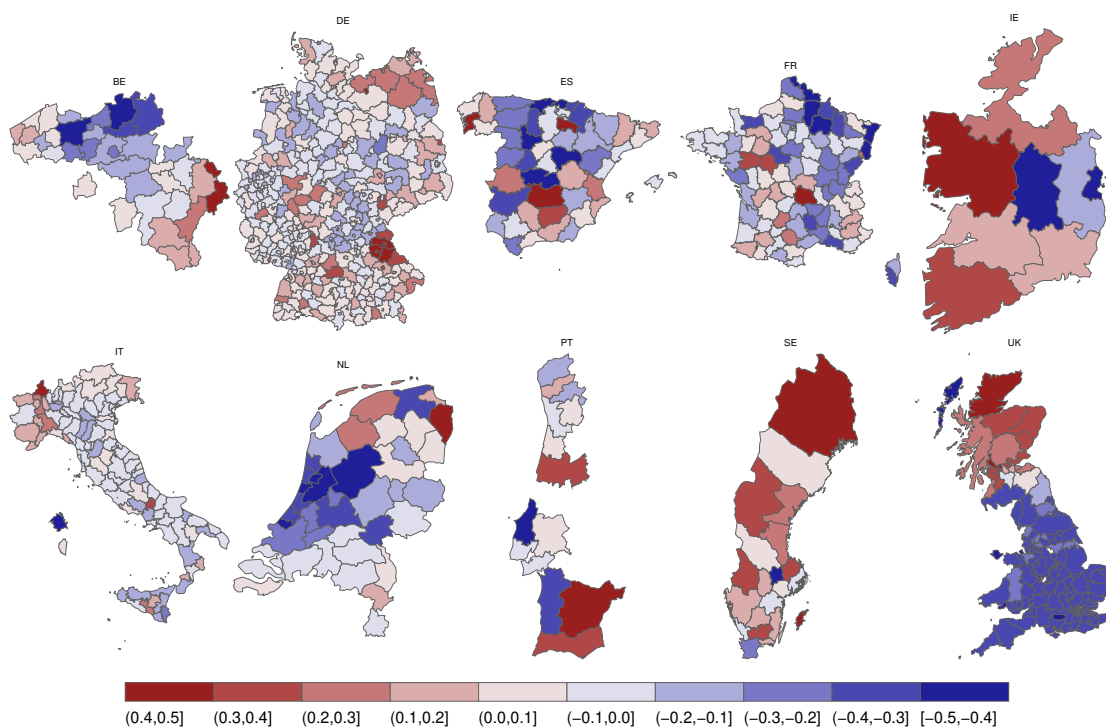 DE
IE
FR
BE
ES
PT
SE
UK
IT
NL
(0.4,0.5] (0.3,0.4] (0.2,0.3] (0.1,0.2] (0.0,0.1] (−0.1,0.0] (−0.2,−0.1] (−0.3,−0.2] (−0.4,−0.3] [−0.5,−0.4]